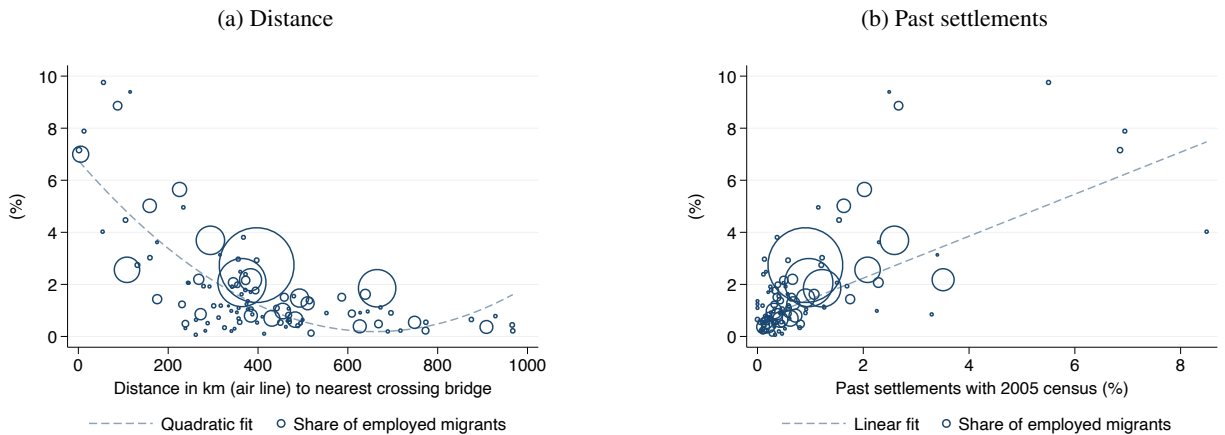 (a) Distance
10
8
6
4
2
0
(%)
0 200 400 600 800 1000
Distance in km (air line) to nearest crossing bridge
Quadratic fit Share of employed migrants
(b) Past settlements
10
8
6
4
2
0
(%)
0 2 4 6 8
Past settlements with 2005 census (%)
Linear fit Share of employed migrants